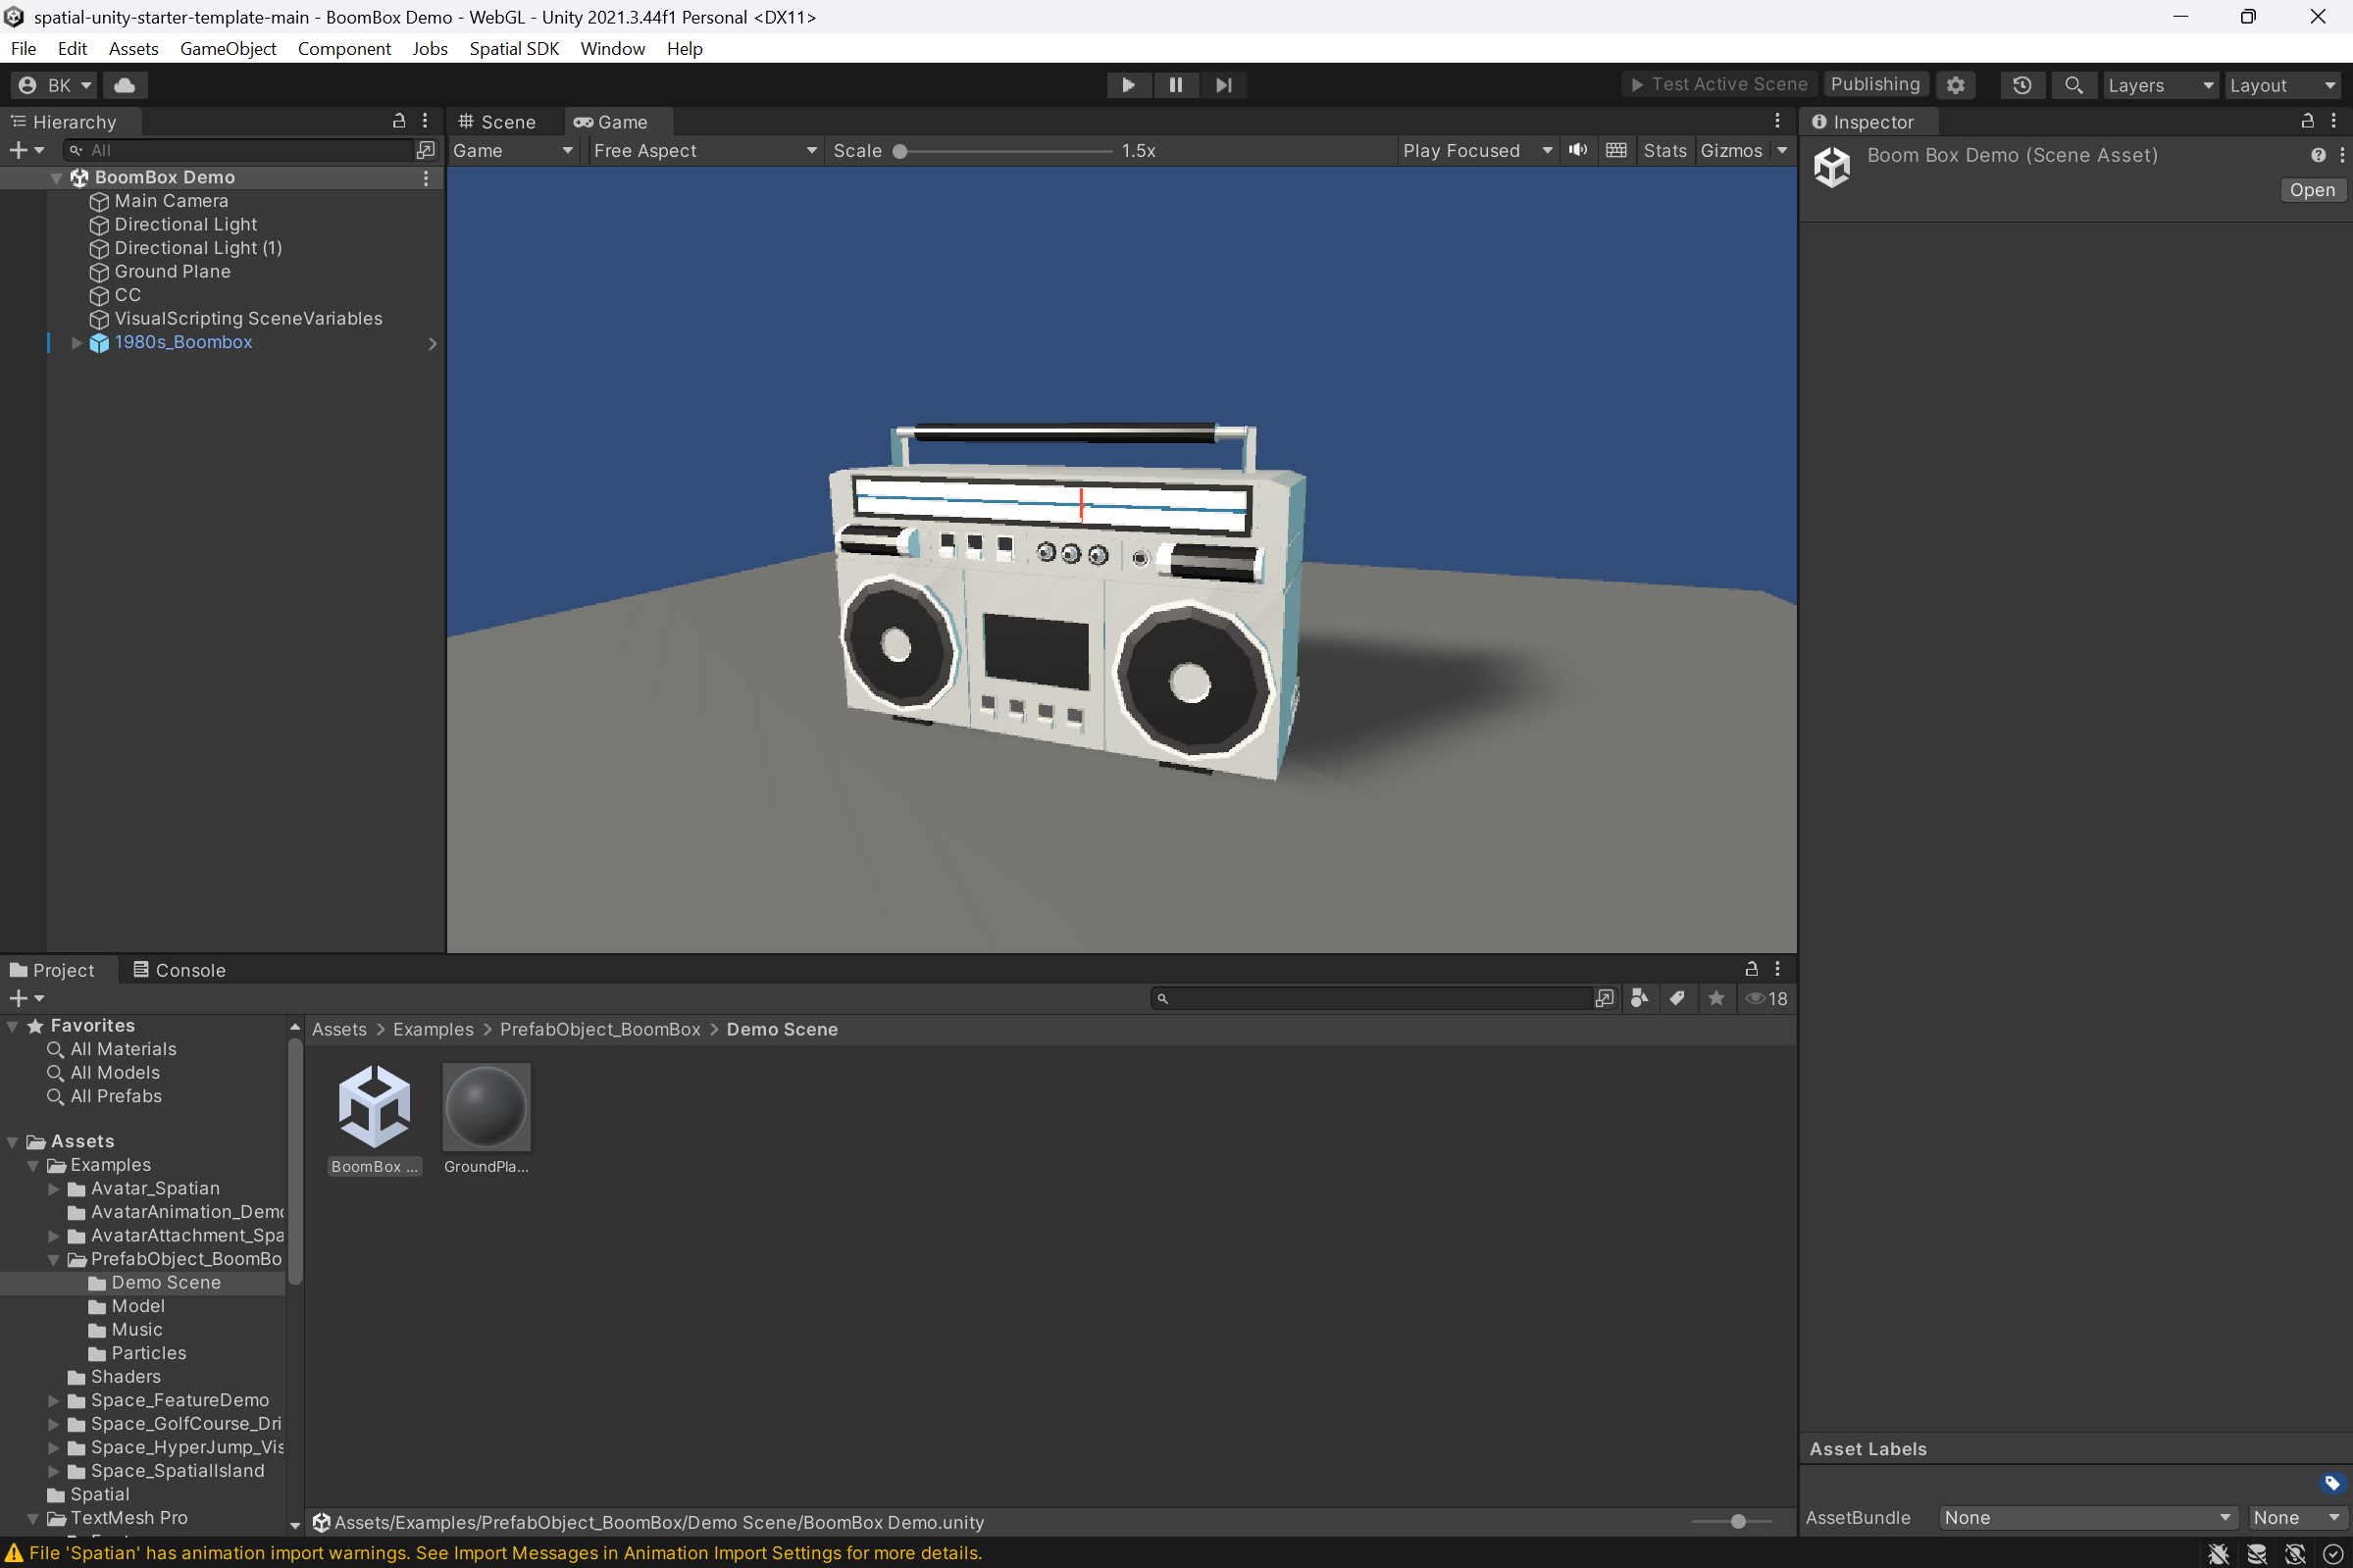 spatial-unity-starter-template-main - BoomBox Demo - WebGL - Unity 2021.3.44f1 Personal <DX11>
File Edit Assets GameObject Component Jobs Spatial SDK Window Help
BK Test Active Scene Publishing Layers Layout
Hierarchy
All
BoomBox Demo
Main Camera
Directional Light
Directional Light (1)
Ground Plane
CC
VisualScripting SceneVariables
1980s_Boombox
Scene Game
Game Free Aspect Scale 1.5x Play Focused Stats Gizmos
Inspector
Boom Box Demo (Scene Asset)
Open
Project Console
18
Favorites
All Materials
All Models
All Prefabs
Assets
Examples
Avatar_Spatian
AvatarAnimation_Demo
AvatarAttachment_Spa
PrefabObject_BoomBo
Demo Scene
Model
Music
Particles
Shaders
Space_FeatureDemo
Space_GolfCourse_Dri
Space_HyperJump_Vis
Space_SpatialIsland
Spatial
TextMesh Pro
Assets > Examples > PrefabObject_BoomBox > Demo Scene
BoomBox ... GroundPla...
Assets/Examples/PrefabObject_BoomBox/Demo Scene/BoomBox Demo.unity
Asset Labels
AssetBundle None None
File 'Spatian' has animation import warnings. See Import Messages in Animation Import Settings for more details.